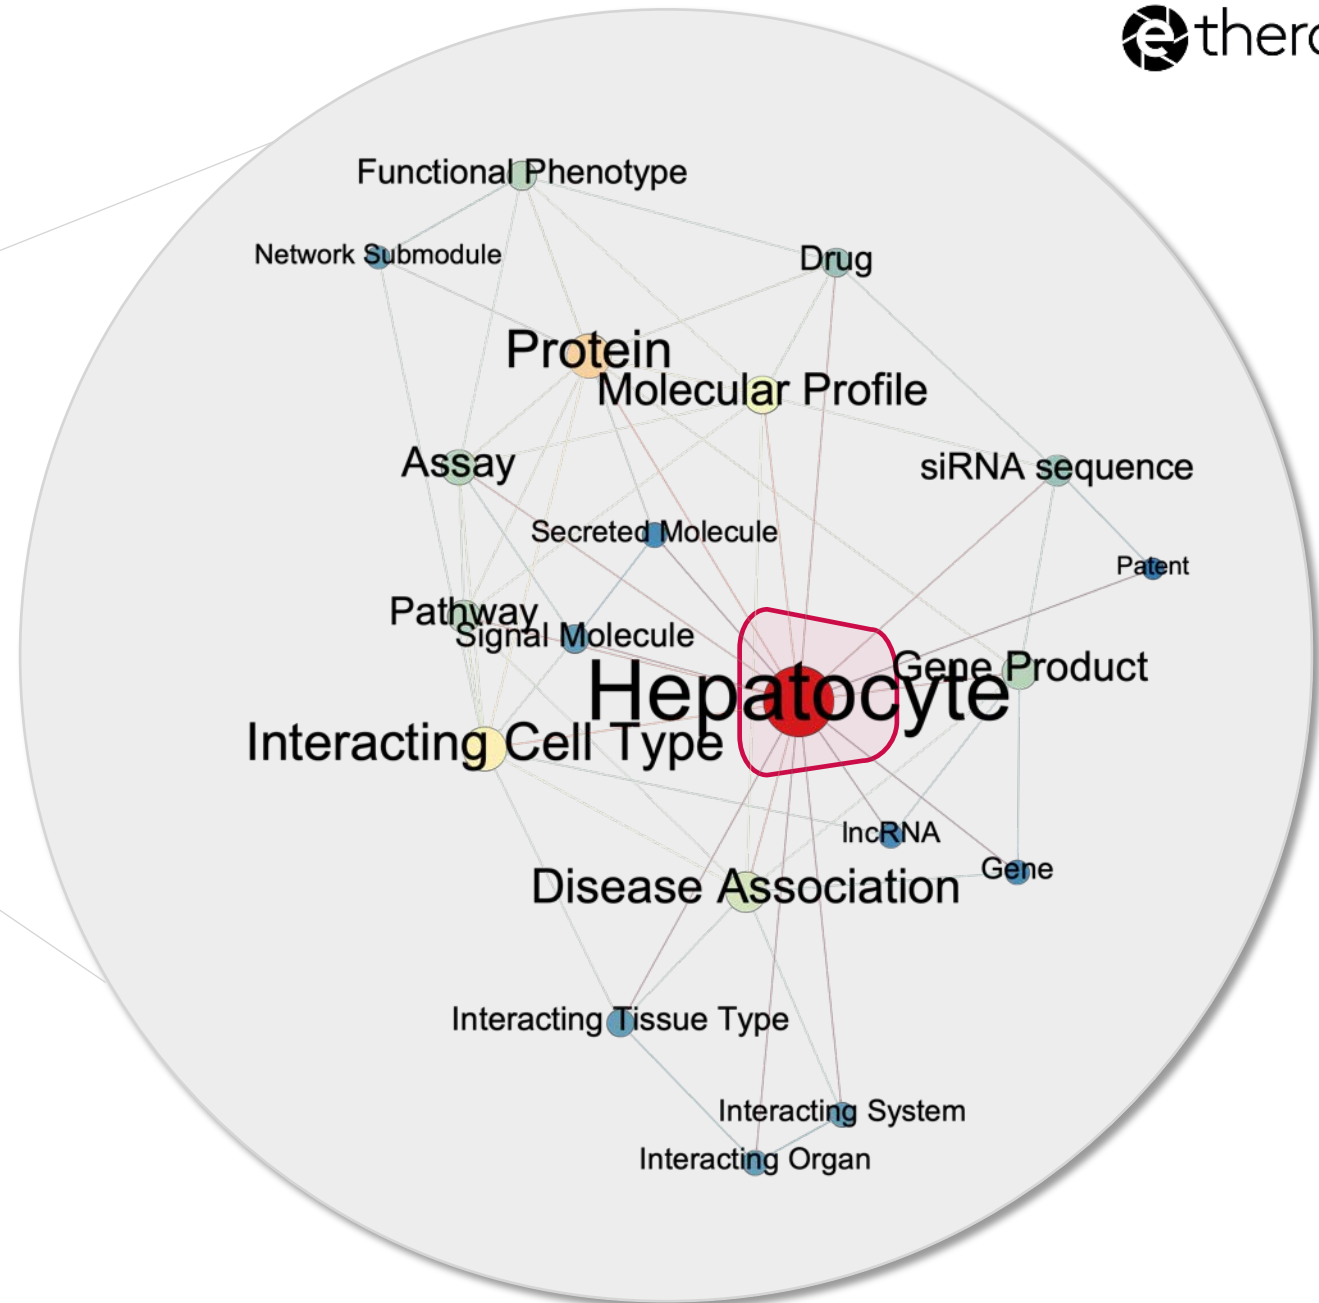 Functional Phenotype
Network Submodule
Drug
Protein
Molecular Profile
Assay
siRNA sequence
Secreted Molecule
Patent
Pathway
Signal Molecule
Gene Product
Hepatocyte
Interacting Cell Type
lncRNA
Gene
Disease Association
Interacting Tissue Type
Interacting System
Interacting Organ